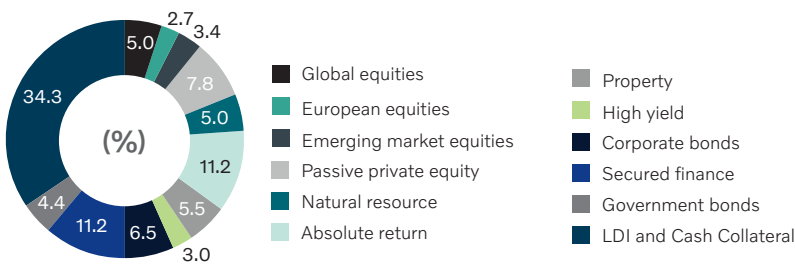 5.0
2.7
3.4
7.8
5.0
11.2
5.5
3.0
6.5
11.2
4.4
34.3
(%)
Global equities
European equities
Emerging market equities
Passive private equity
Natural resource
Absolute return
Property
High yield
Corporate bonds
Secured finance
Government bonds
LDI and Cash Collateral